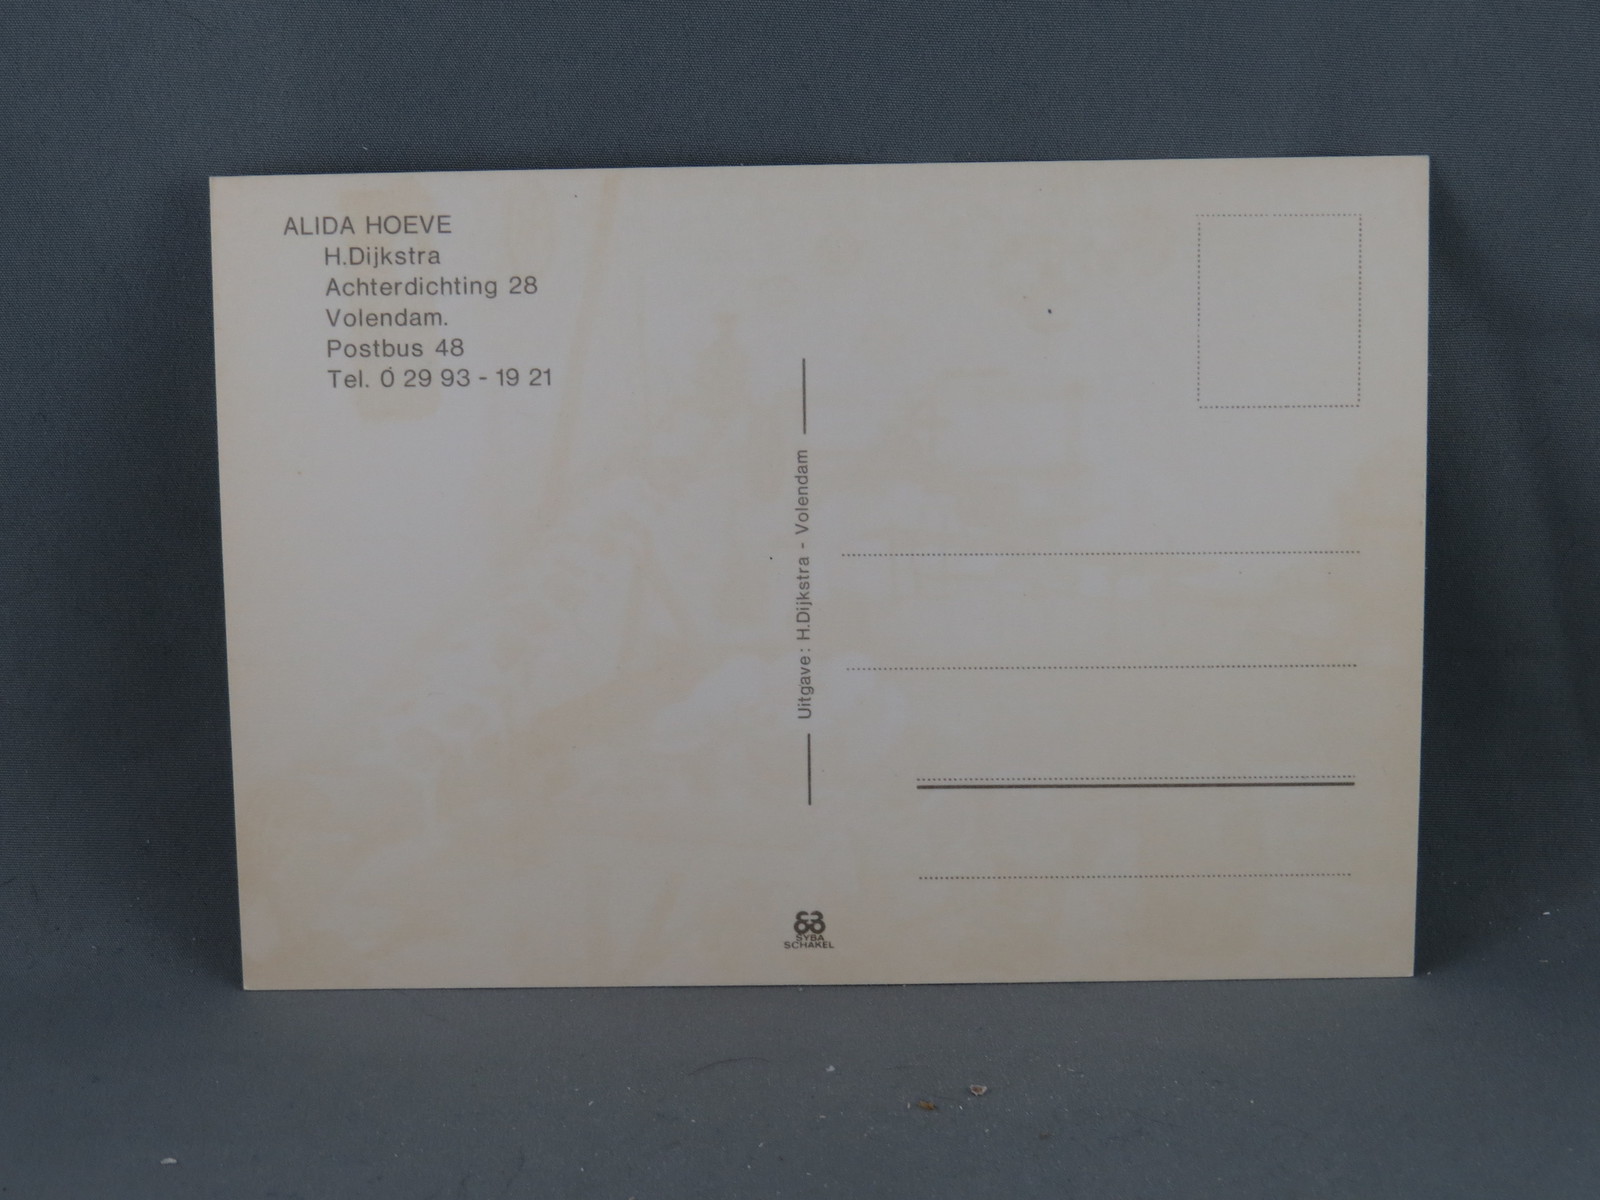 ALIDA HOEVE
H.Dijkstra
Achterdichting 28
Volendam.
Postbus 48
Tel. 0 29 93 - 19 21
Uitgave: H.Dijkstra - Volendam
SYBA
SCHAKEL